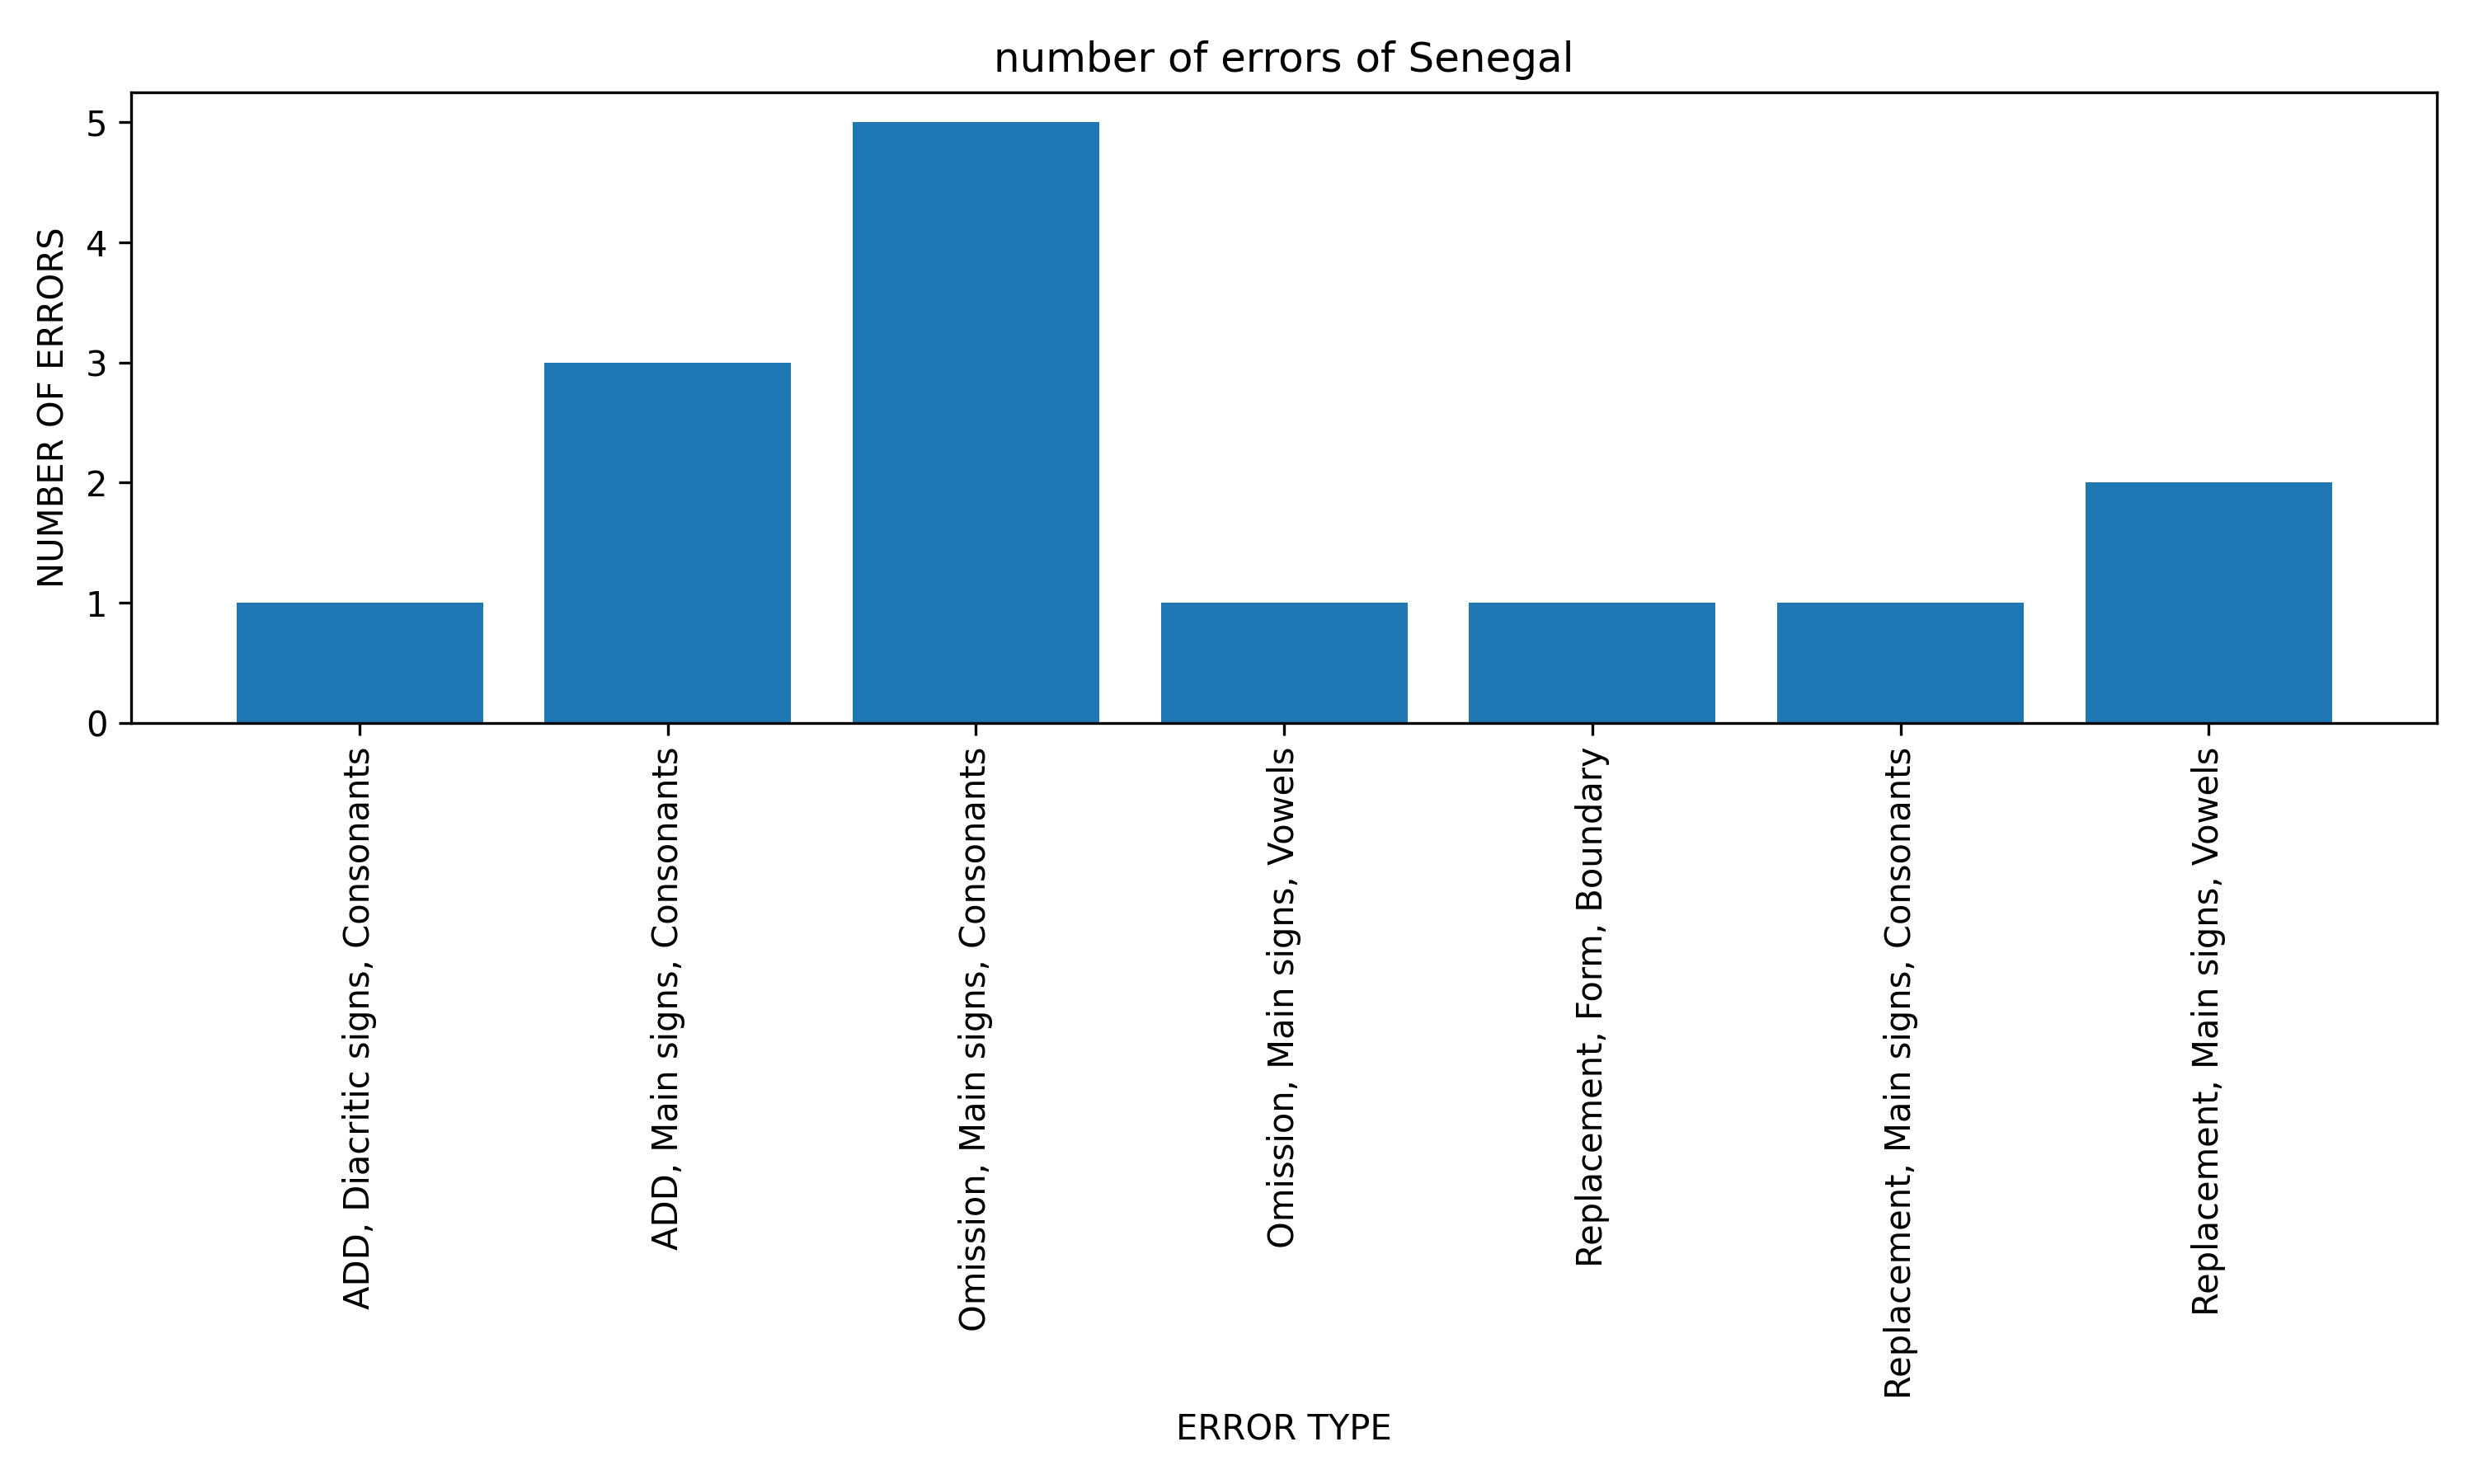 number of errors of Senegal
NUMBER OF ERRORS
5
4
3
2
1
0
ADD, Diacritic signs, Consonants
ADD, Main signs, Consonants
Omission, Main signs, Consonants
Omission, Main signs, Vowels
Replacement, Form, Boundary
Replacement, Main signs, Consonants
Replacement, Main signs, Vowels
ERROR TYPE